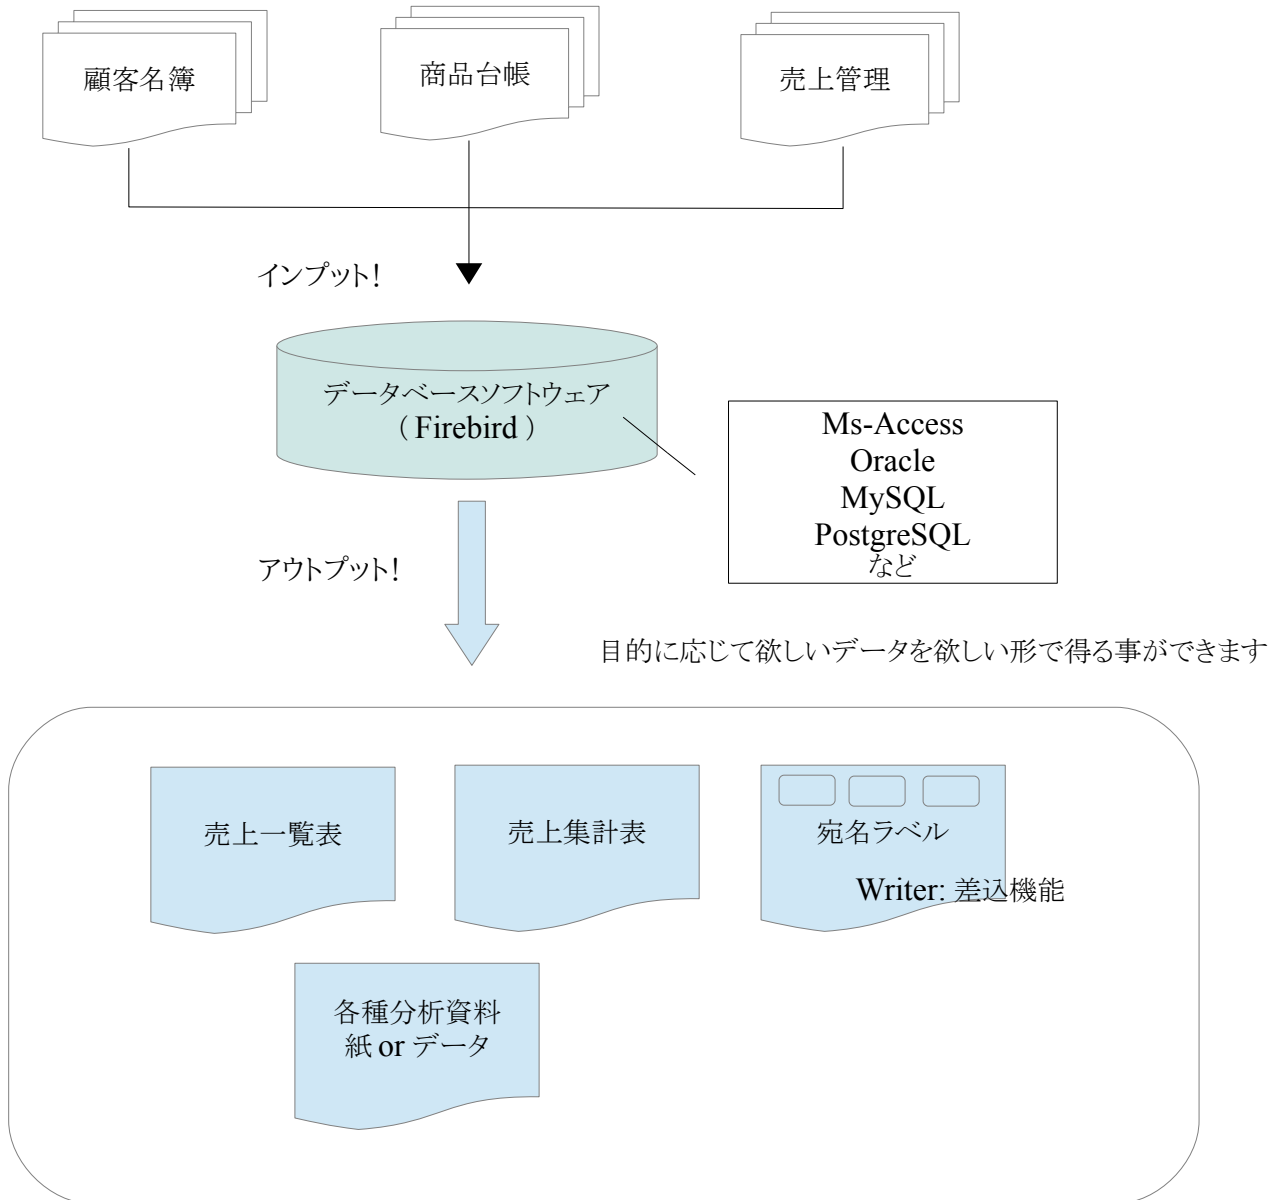 顧客名簿
商品台帳
売上管理
インプット!
データベースソフトウェア
( Firebird )
Ms-Access
Oracle
MySQL
PostgreSQL
など
アウトプット!
目的に応じて欲しいデータを欲しい形で得る事ができます
売上一覧表
売上集計表
宛名ラベル
Writer: 差込機能
各種分析資料
紙 or データ